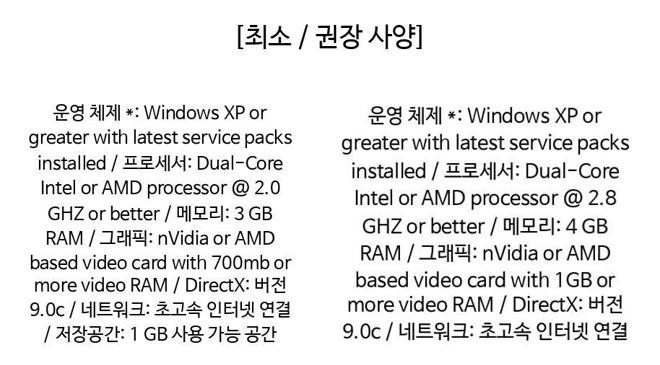 [최소 / 권장 사양]
운영 체제 *: Windows XP or
greater with latest service packs
installed / 프로세서: Dual-Core
Intel or AMD processor @ 2.0
GHZ or better / 메모리: 3 GB
RAM / 그래픽: nVidia or AMD
based video card with 700mb or
more video RAM / DirectX: 버전
9.0c / 네트워크: 초고속 인터넷 연결
/ 저장공간: 1 GB 사용 가능 공간
운영 체제 *: Windows XP or
greater with latest service packs
installed / 프로세서: Dual-Core
Intel or AMD processor @ 2.8
GHZ or better / 메모리: 4 GB
RAM / 그래픽: nVidia or AMD
based video card with 1GB or
more video RAM / DirectX: 버전
9.0c / 네트워크: 초고속 인터넷 연결